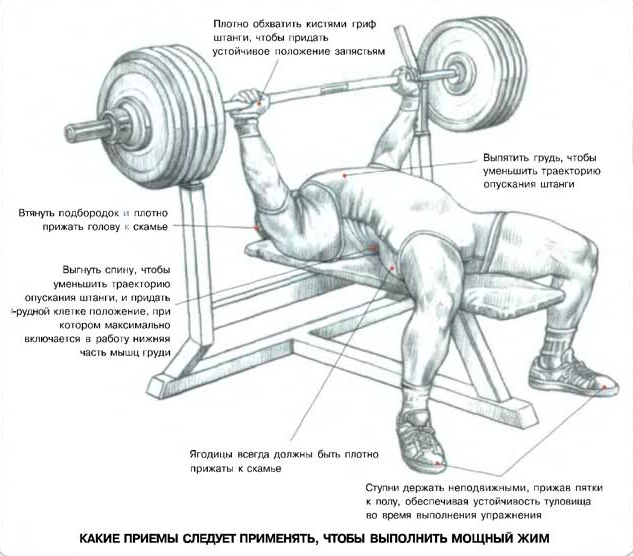 Плотно обхватить кистями гриф
штанги, чтобы придать
устойчивое положение запястьям
Выпятить грудь, чтобы
уменьшить траекторию
опускания штанги
Втянуть подбородок и плотно
прижать голову к скамье
Выгнуть спину, чтобы
уменьшить траекторию
опускания штанги, и придать
грудной клетке положение, при
котором максимально
включается в работу нижняя
часть мышц груди
Ягодицы всегда должны быть плотно
прижаты к скамье
Ступни держать неподвижными, прижав пятки
к полу, обеспечивая устойчивость туловища
во время выполнения упражнения
КАКИЕ ПРИЕМЫ СЛЕДУЕТ ПРИМЕНЯТЬ, ЧТОБЫ ВЫПОЛНИТЬ МОЩНЫЙ ЖИМ